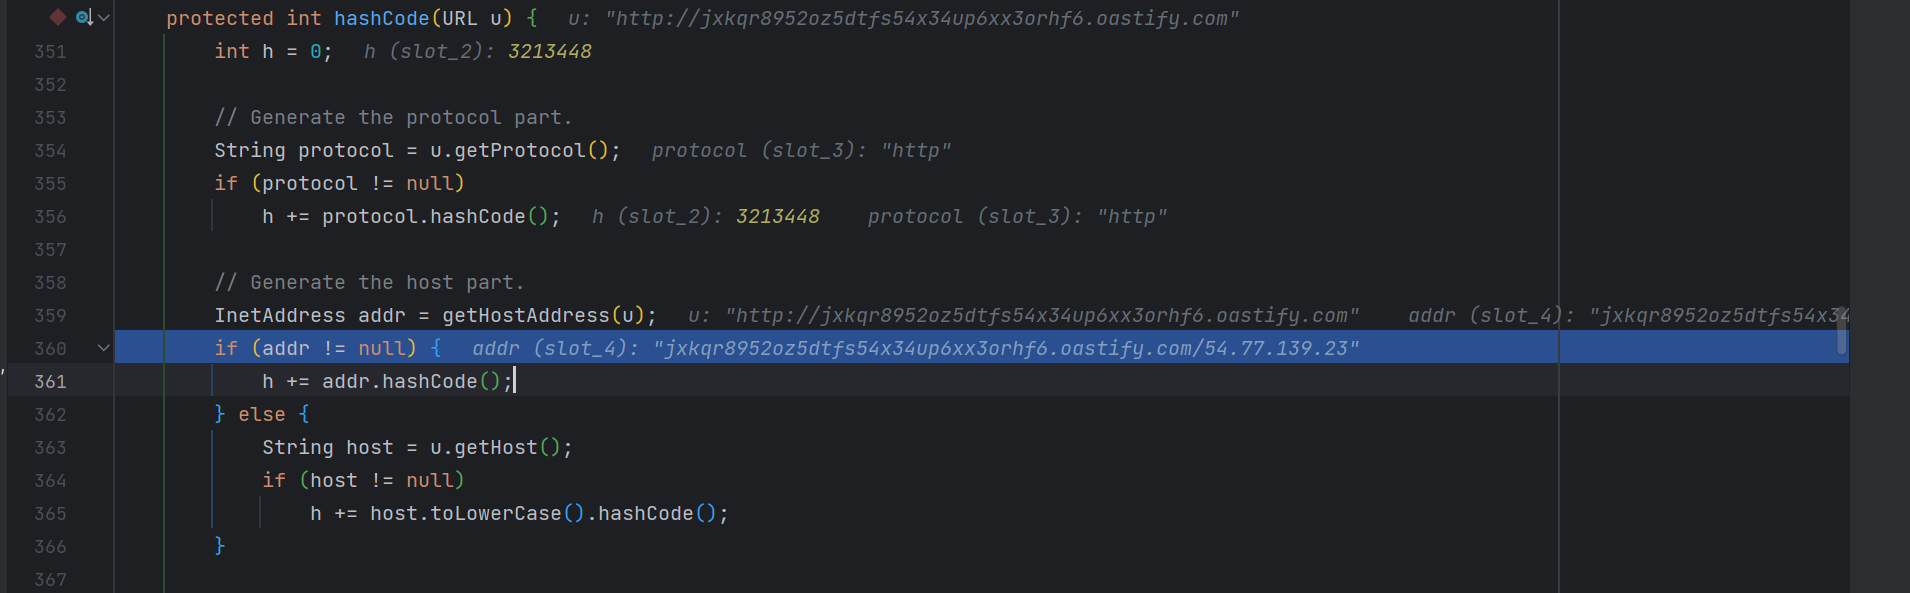 protected int hashCode(URL u) { u: "http://jxkqr8952oz5dtfs54x34up6xx3orhf6.oastify.com"
351 int h = 0; h (slot_2): 3213448
352
353 // Generate the protocol part.
354 String protocol = u.getProtocol(); protocol (slot_3): "http"
355 if (protocol != null)
356 h += protocol.hashCode(); h (slot_2): 3213448 protocol (slot_3): "http"
357
358 // Generate the host part.
359 InetAddress addr = getHostAddress(u); u: "http://jxkqr8952oz5dtfs54x34up6xx3orhf6.oastify.com" addr (slot_4): "jxkqr8952oz5dtfs54x34
360 if (addr != null) { addr (slot_4): "jxkqr8952oz5dtfs54x34up6xx3orhf6.oastify.com/54.77.139.23"
361 h += addr.hashCode();
362 } else {
363 String host = u.getHost();
364 if (host != null)
365 h += host.toLowerCase().hashCode();
366 }
367